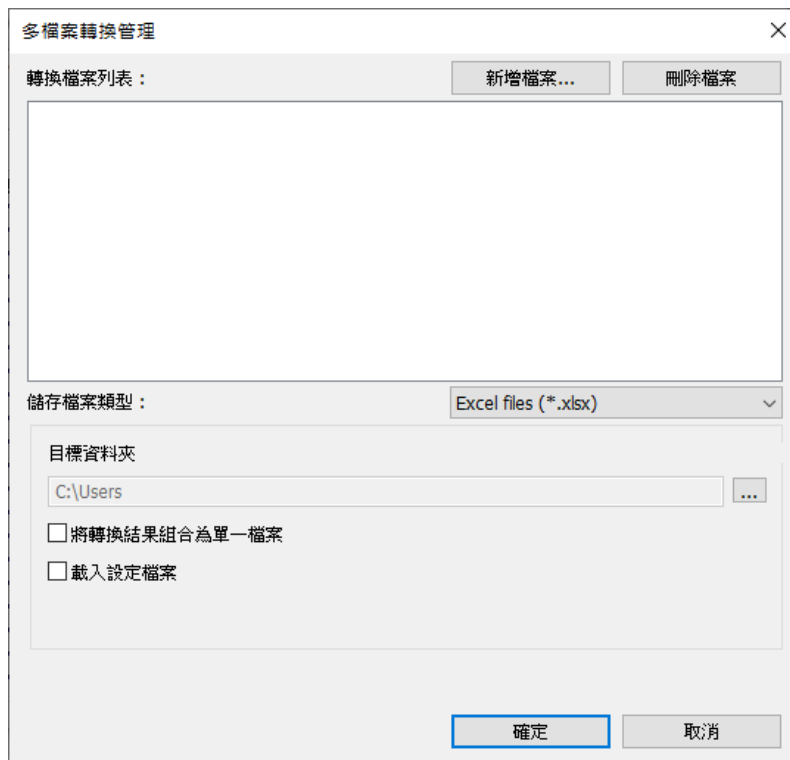 多檔案轉換管理
轉換檔案列表：
新增檔案...
刪除檔案
儲存檔案類型：
Excel files (*.xlsx)
目標資料夾
C:\Users
...
將轉換結果組合為單一檔案
載入設定檔案
確定
取消